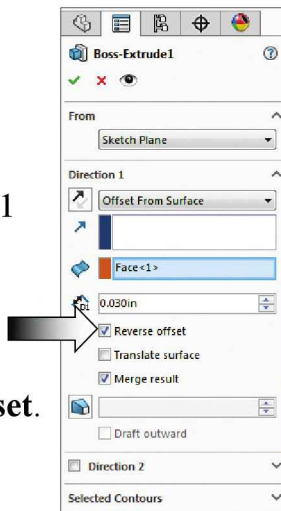 Boss-Extrude1
From
Sketch Plane
Direction 1
1
Offset From Surface
Face<1>
D1
0.030in
Reverse offset
Translate surface
Merge result
set.
Draft outward
Direction 2
Selected Contours